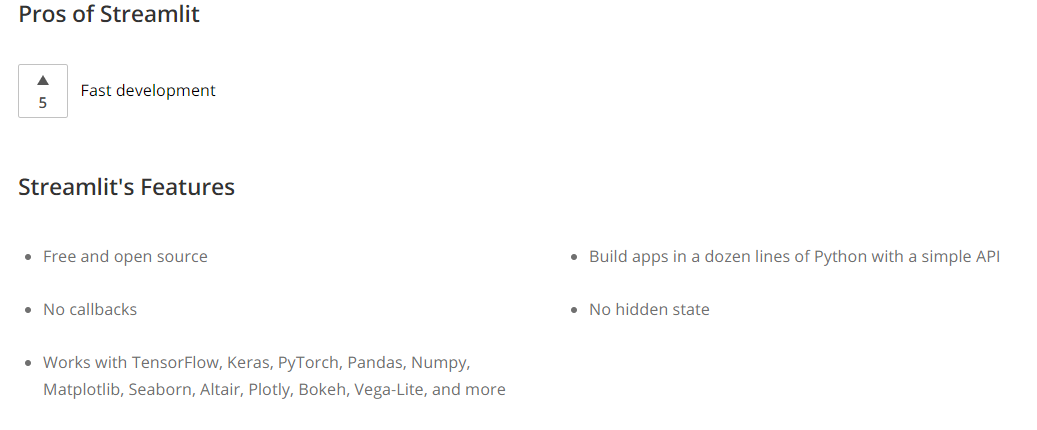 Pros of Streamlit
▲
5
Fast development
Streamlit's Features
Free and open source
Build apps in a dozen lines of Python with a simple API
No callbacks
No hidden state
Works with TensorFlow, Keras, PyTorch, Pandas, Numpy,
Matplotlib, Seaborn, Altair, Plotly, Bokeh, Vega-Lite, and more